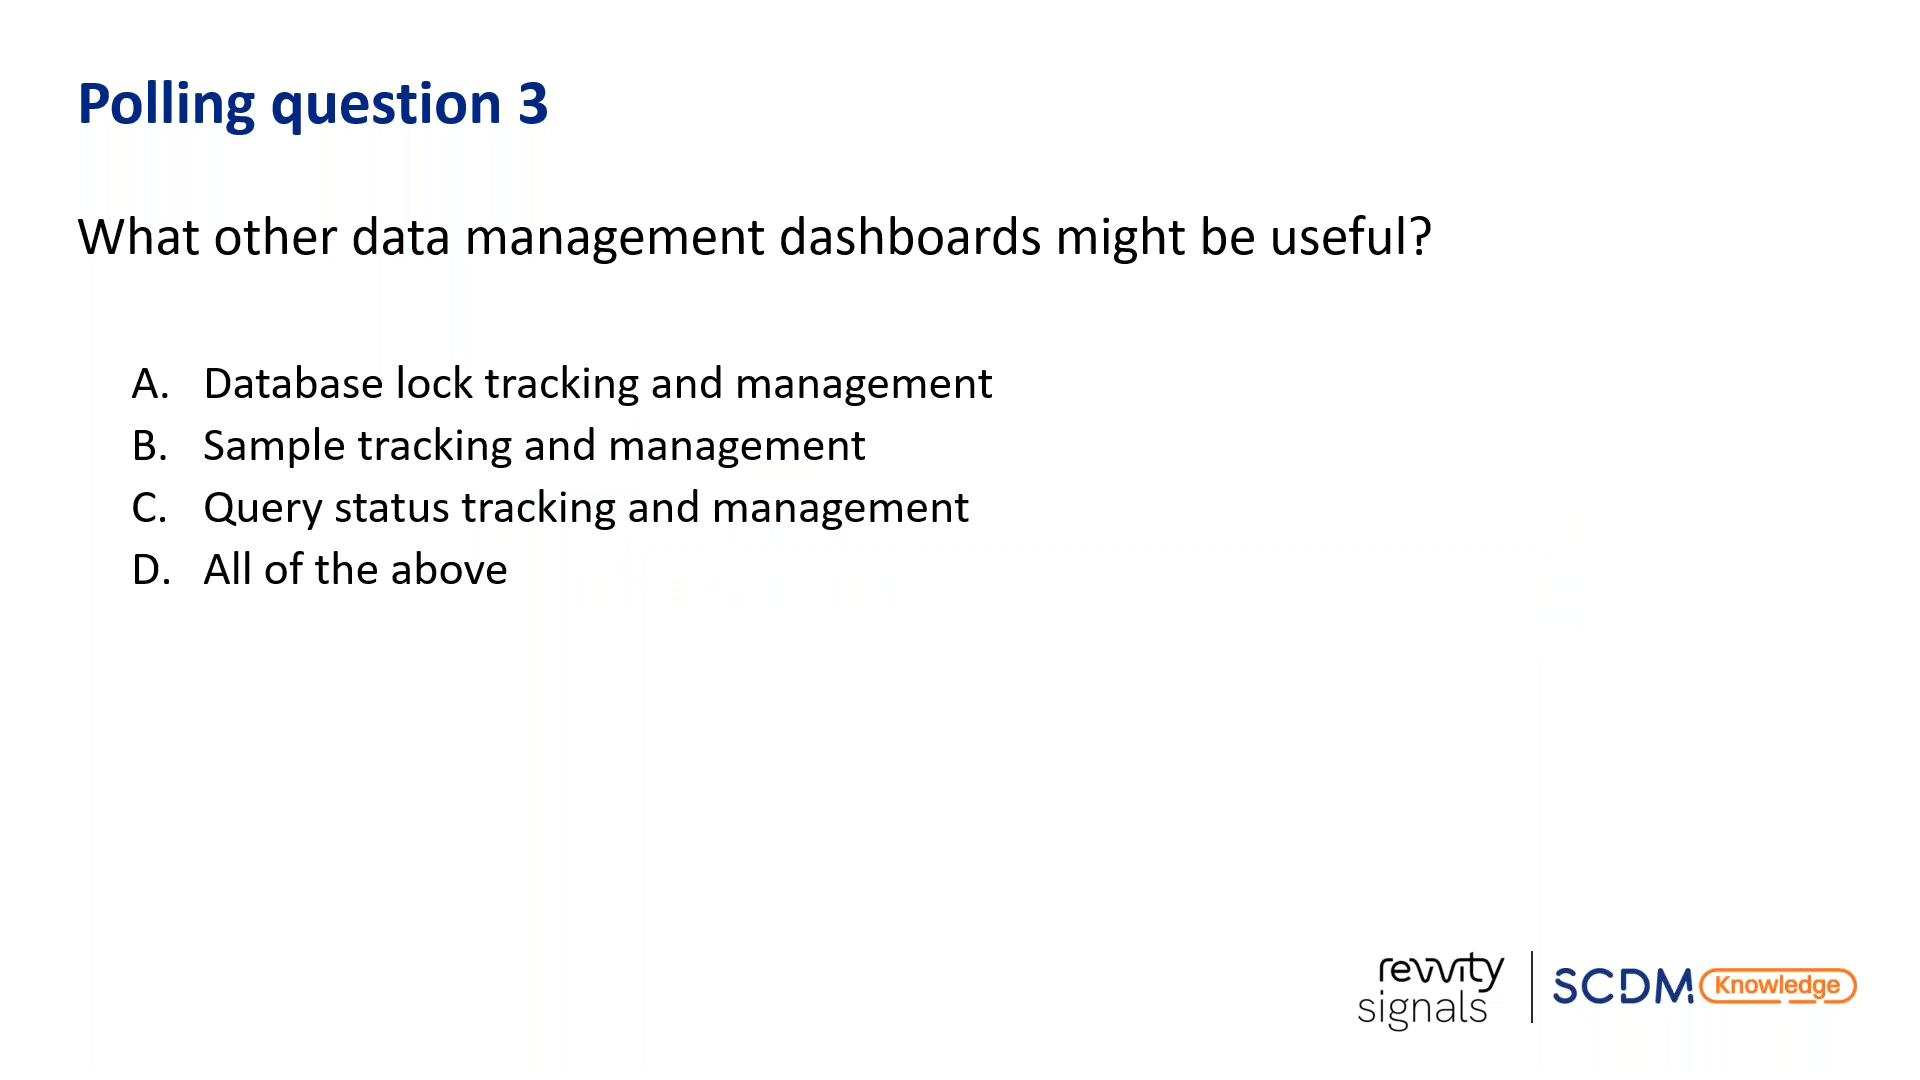 Polling question 3
What other data management dashboards might be useful?
A. Database lock tracking and management
B. Sample tracking and management
C. Query status tracking and management
D. All of the above
revvity
signals
SCDM Knowledge